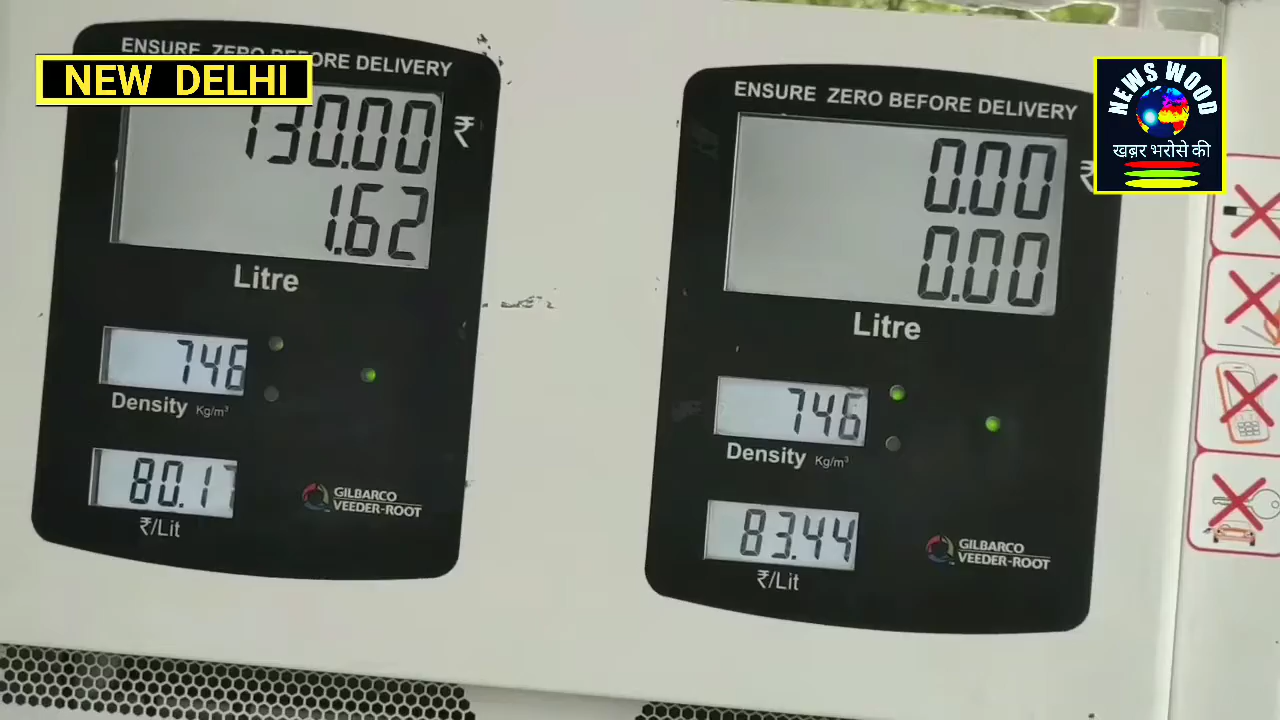 ENSURE ZERO BEFORE DELIVERY
NEW DELHI
130.00
₹
1.62
Litre
746
Density Kg/m³
80.17
₹/Lit
GILBARCO
VEEDER-ROOT
ENSURE ZERO BEFORE DELIVERY
0.00
₹
0.00
Litre
746
Density Kg/m³
83.44
₹/Lit
GILBARCO
VEEDER-ROOT
NEWS WOOD
खब़र भरोसे की